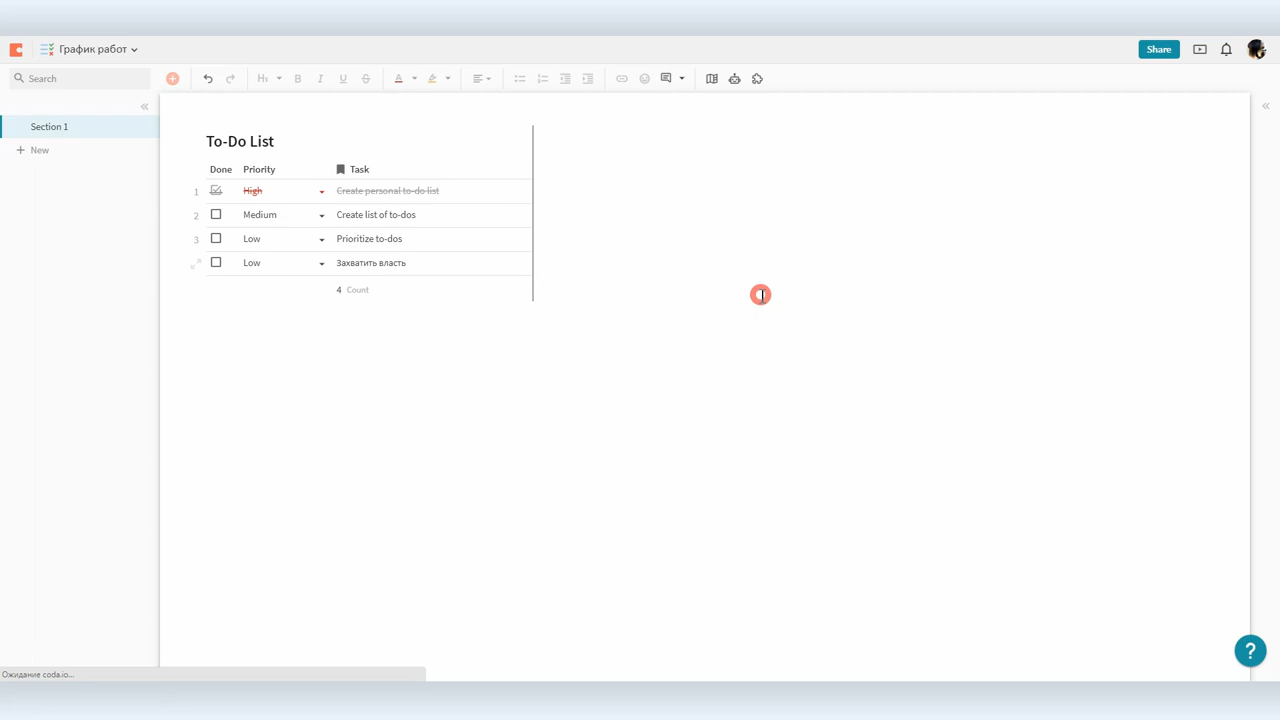 График работ
Share
Search
H₁ B I U S A
Section 1
New
To-Do List
Done Priority Task
1 High Create personal to-do list
2 Medium Create list of to-dos
3 Low Prioritize to-dos
Low Захватить власть
4 Count
?
Ожидание coda.io...